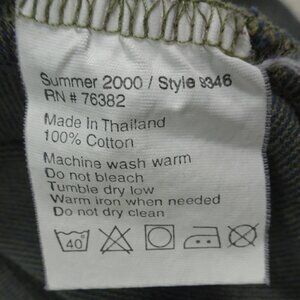 Summer 2000 / Style 9346
RN # 76382
Made in Thailand
100% Cotton
Machine wash warm
Do not bleach
Tumble dry low
Warm iron when needed
Do not dry clean
40